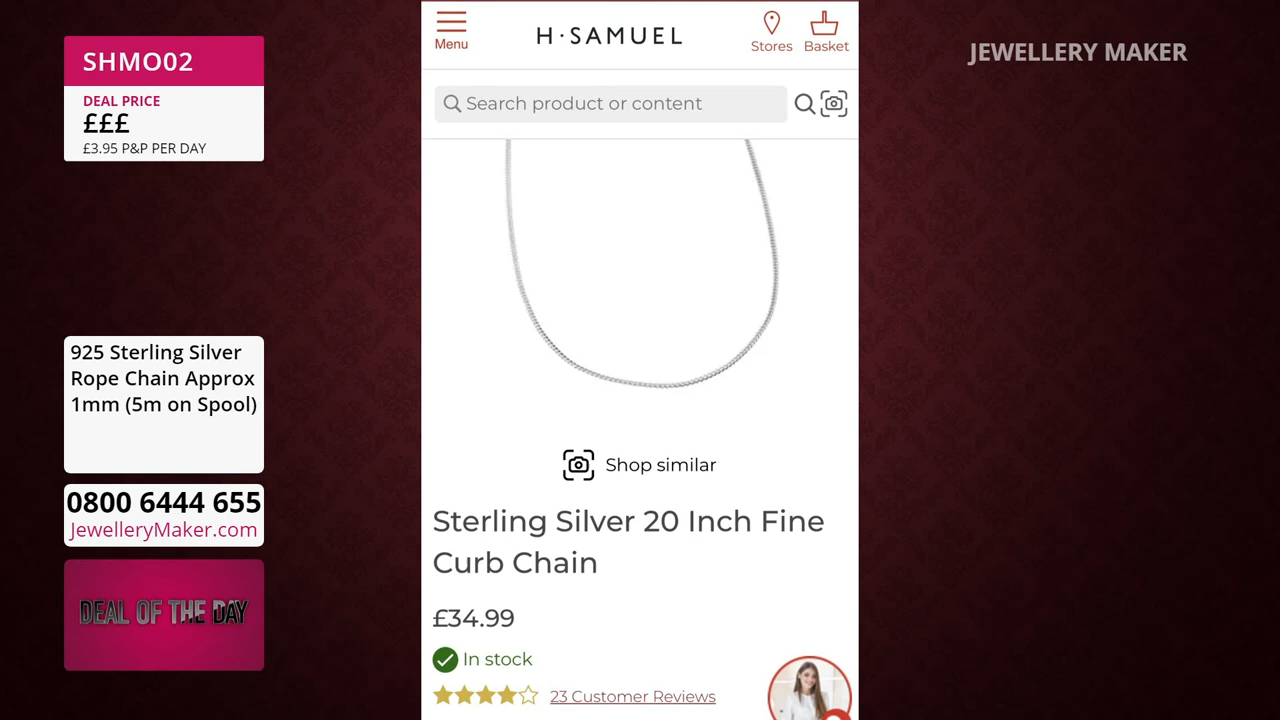 SHMO02
DEAL PRICE
£££
£3.95 P&P PER DAY
925 Sterling Silver
Rope Chain Approx
1mm (5m on Spool)
0800 6444 655
JewelleryMaker.com
DEAL OF THE DAY
Menu
H·SAMUEL
Stores
Basket
Search product or content
Shop similar
Sterling Silver 20 Inch Fine
Curb Chain
£34.99
In stock
23 Customer Reviews
JEWELLERY MAKER